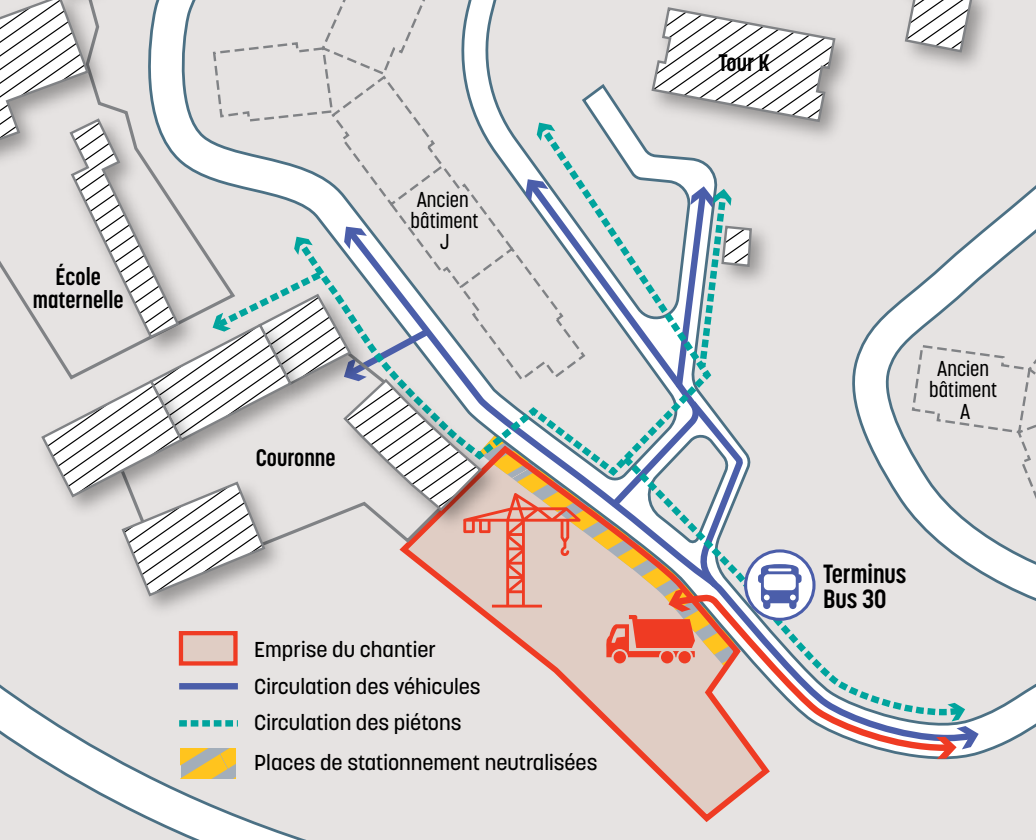 Tour K
Ancien
bâtiment
J
École
maternelle
Ancien
bâtiment
A
Couronne
Terminus
Bus 30
Emprise du chantier
Circulation des véhicules
Circulation des piétons
Places de stationnement neutralisées